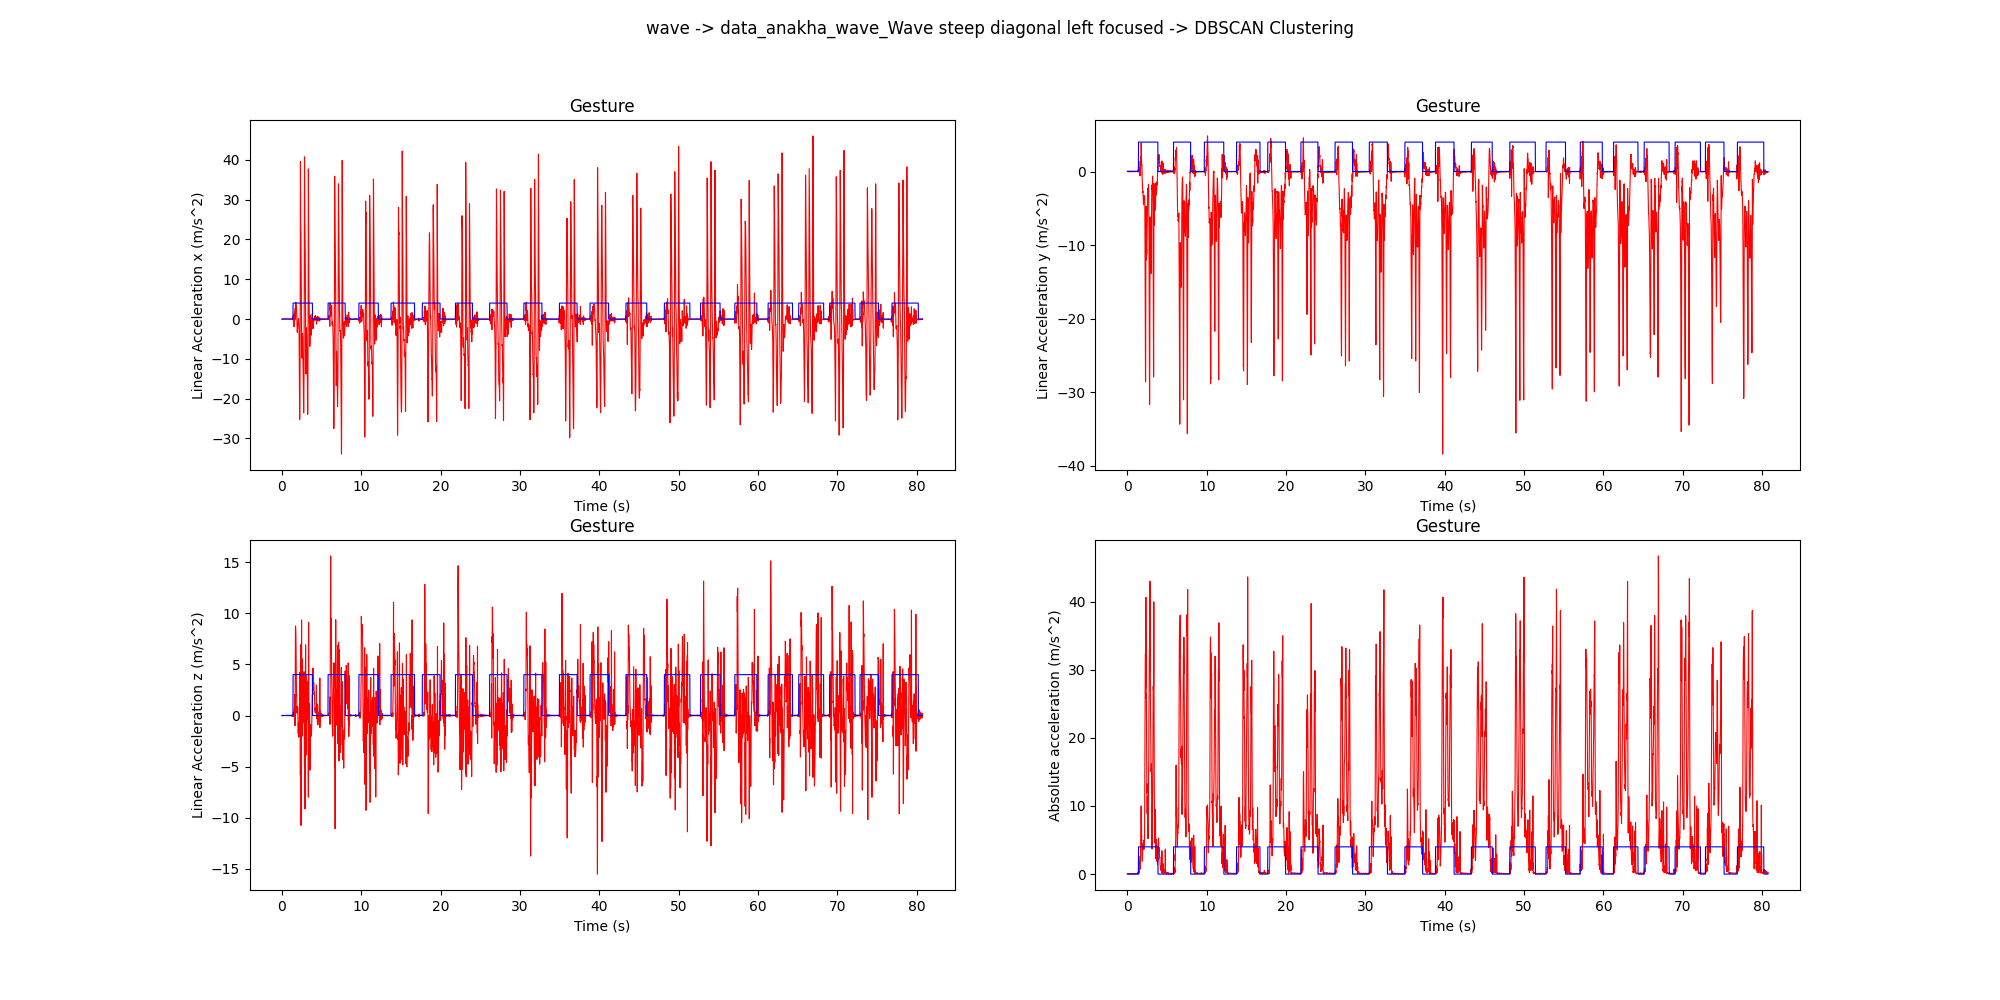 wave -> data_anakha_wave_Wave steep diagonal left focused -> DBSCAN Clustering
Gesture
Linear Acceleration x (m/s^2)
40
30
20
10
0
−10
−20
−30
0 10 20 30 40 50 60 70 80
Time (s)
Gesture
Linear Acceleration y (m/s^2)
0
−10
−20
−30
−40
0 10 20 30 40 50 60 70 80
Time (s)
Gesture
Linear Acceleration z (m/s^2)
15
10
5
0
−5
−10
−15
0 10 20 30 40 50 60 70 80
Time (s)
Gesture
Absolute acceleration (m/s^2)
40
30
20
10
0
0 10 20 30 40 50 60 70 80
Time (s)